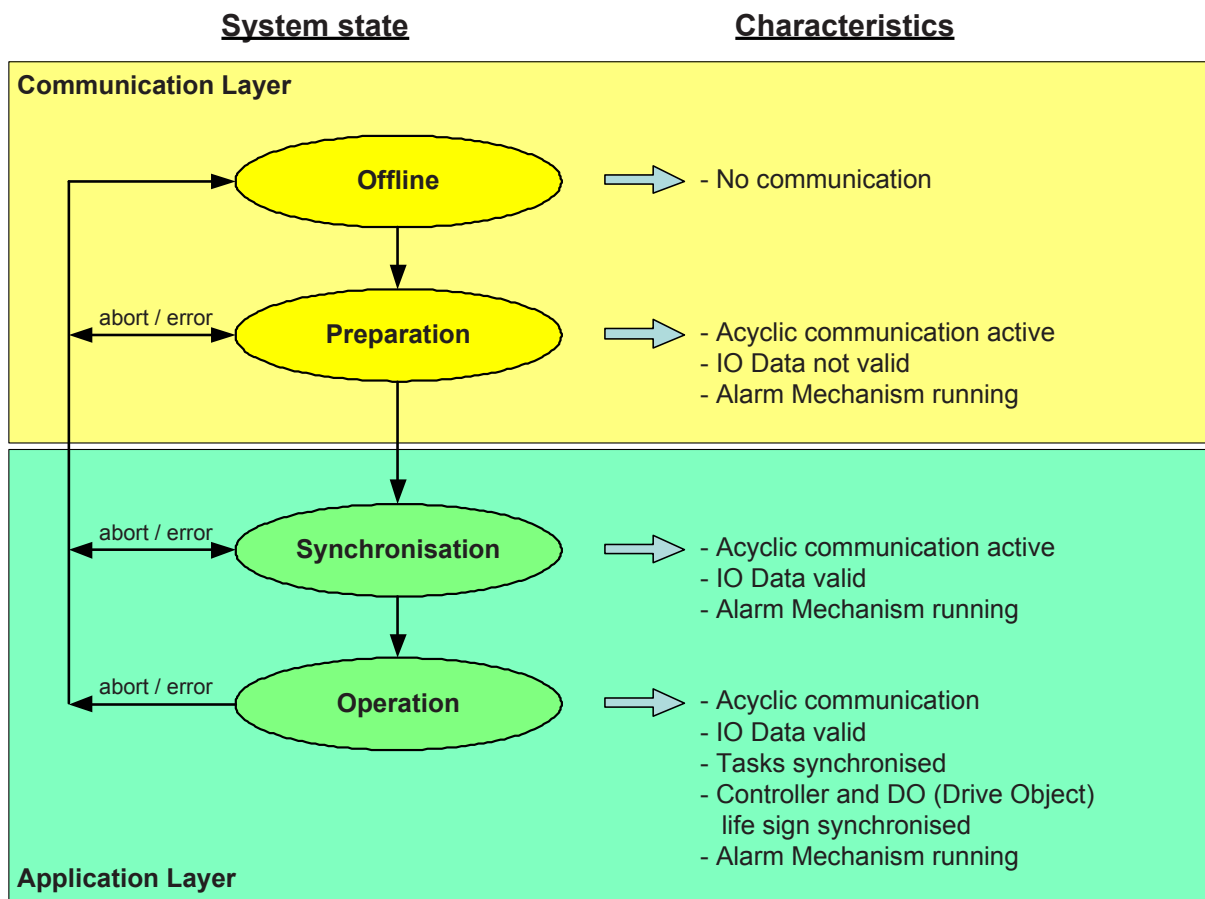 System state
Characteristics
Communication Layer
Offline
- No communication
abort / error
Preparation
- Acyclic communication active
- IO Data not valid
- Alarm Mechanism running
abort / error
Synchronisation
- Acyclic communication active
- IO Data valid
- Alarm Mechanism running
abort / error
Operation
- Acyclic communication
- IO Data valid
- Tasks synchronised
- Controller and DO (Drive Object)
life sign synchronised
- Alarm Mechanism running
Application Layer